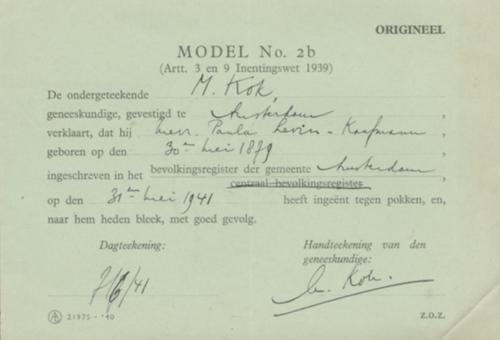 ORIGINEEL
MODEL No. 2b
(Artt. 3 en 9 Inentingswet 1939)
De ondergeteekende M. Kok,
geneeskundige, gevestigd te Amsterdam,
verklaart, dat hij mevr. Paula Levin-Kaufmann,
geboren op den 30en mei 1879
ingeschreven in het bevolkingsregister der gemeente Amsterdam,
centraal bevolkingsregister
op den 31en mei 1941 heeft ingeënt tegen pokken, en,
naar hem heden bleek, met goed gevolg.
Dagteekening: Handteekening van den
geneeskundige:
7/6/41 M. Kok.
21975 - '40 Z.O.Z.